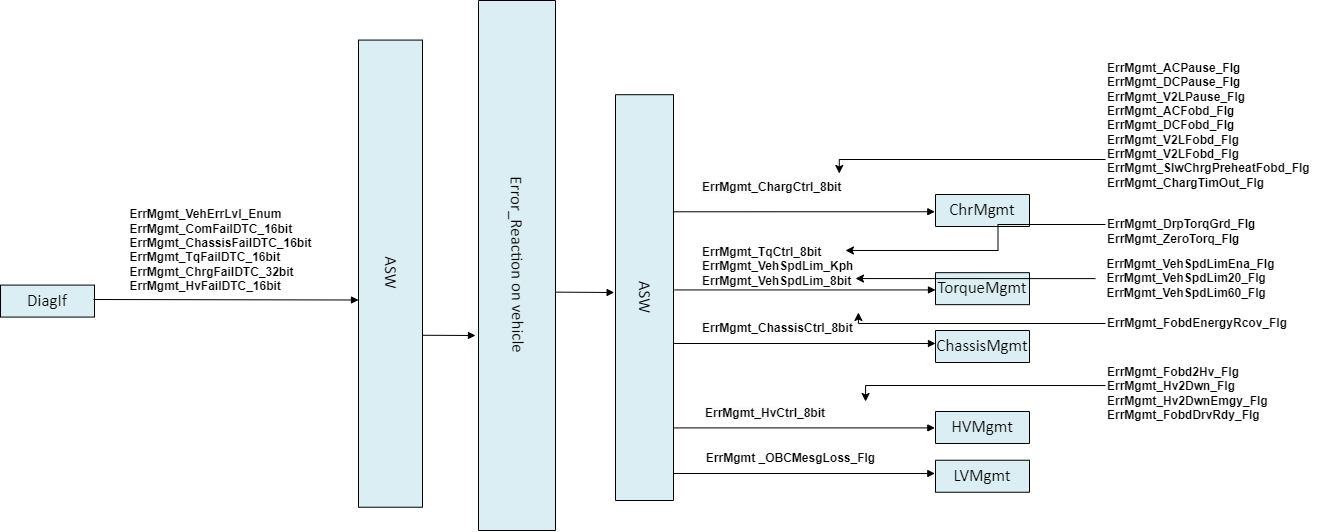 DiagIf
ErrMgmt_VehErrLvl_Enum
ErrMgmt_ComFailDTC_16bit
ErrMgmt_ChassisFailDTC_16bit
ErrMgmt_TqFailDTC_16bit
ErrMgmt_ChrgFailDTC_32bit
ErrMgmt_HvFailDTC_16bit
ASW
Error_Reaction on vehicle
ASW
ErrMgmt_ChargCtrl_8bit
ErrMgmt_TqCtrl_8bit
ErrMgmt_VehSpdLim_Kph
ErrMgmt_VehSpdLim_8bit
ErrMgmt_ChassisCtrl_8bit
ErrMgmt_HvCtrl_8bit
ErrMgmt _OBCMesgLoss_Flg
ChrMgmt
TorqueMgmt
ChassisMgmt
HVMgmt
LVMgmt
ErrMgmt_ACPause_Flg
ErrMgmt_DCPause_Flg
ErrMgmt_V2LPause_Flg
ErrMgmt_ACFobd_Flg
ErrMgmt_DCFobd_Flg
ErrMgmt_V2LFobd_Flg
ErrMgmt_V2LFobd_Flg
ErrMgmt_SlwChrgPreheatFobd_Flg
ErrMgmt_ChargTimOut_Flg
ErrMgmt_DrpTorqGrd_Flg
ErrMgmt_ZeroTorq_Flg
ErrMgmt_VehSpdLimEna_Flg
ErrMgmt_VehSpdLim20_Flg
ErrMgmt_VehSpdLim60_Flg
ErrMgmt_FobdEnergyRcov_Flg
ErrMgmt_Fobd2Hv_Flg
ErrMgmt_Hv2Dwn_Flg
ErrMgmt_Hv2DwnEmgy_Flg
ErrMgmt_FobdDrvRdy_Flg